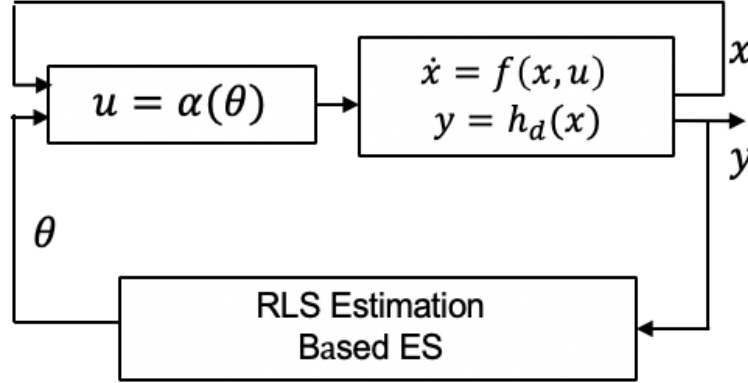 x
u = α(θ)
ẋ = f(x, u)
y = h_d(x)
y
θ
RLS Estimation
Based ES